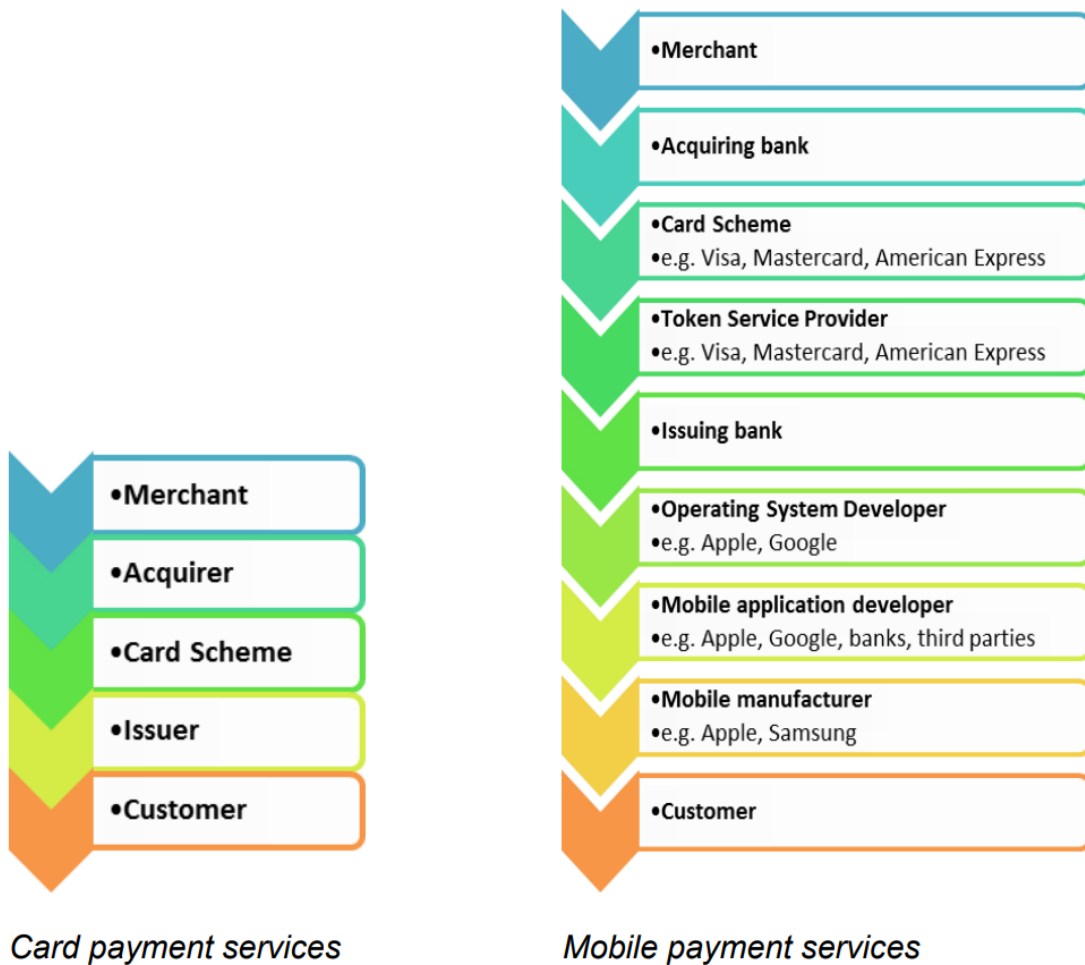 •Merchant
•Acquirer
•Card Scheme
•Issuer
•Customer
Card payment services
•Merchant
•Acquiring bank
•Card Scheme
•e.g. Visa, Mastercard, American Express
•Token Service Provider
•e.g. Visa, Mastercard, American Express
•Issuing bank
•Operating System Developer
•e.g. Apple, Google
•Mobile application developer
•e.g. Apple, Google, banks, third parties
•Mobile manufacturer
•e.g. Apple, Samsung
•Customer
Mobile payment services